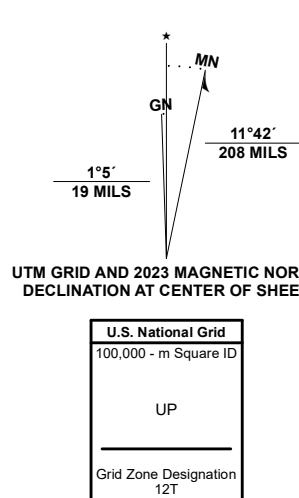 ★
MN
GN
11°42´
208 MILS
1°5´
19 MILS
UTM GRID AND 2023 MAGNETIC NOR
DECLINATION AT CENTER OF SHEE
U.S. National Grid
100,000 - m Square ID
UP
Grid Zone Designation
12T